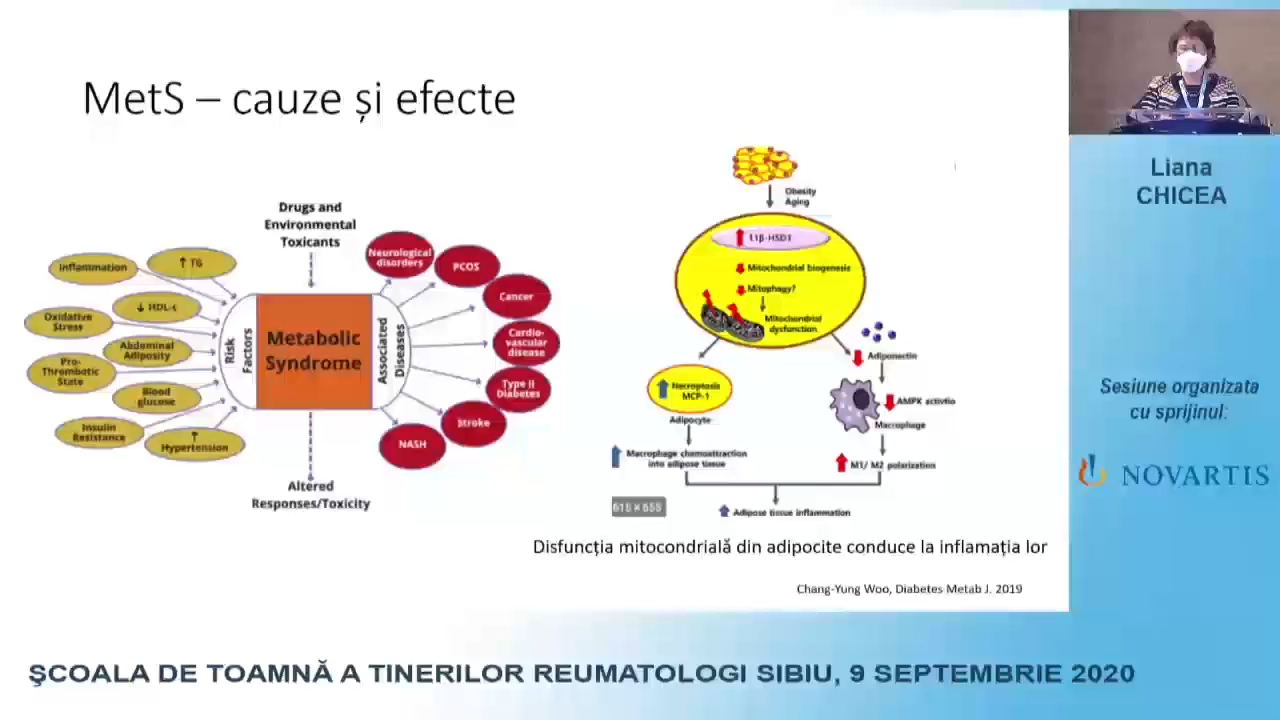 MetS – cauze și efecte
Drugs and
Environmental
Toxicants
Inflammation
↑ TG
↓ HDL-c
Oxidative
Stress
Abdominal
Adiposity
Pro-
Thrombotic
State
Blood
glucose
Insulin
Resistance
↑
Hypertension
Risk
Factors
Metabolic
Syndrome
Associated
Diseases
Neurological
disorders
PCOS
Cancer
Cardio-
vascular
disease
Type II
Diabetes
Stroke
NASH
Altered
Responses/Toxicity
Obesity
Aging
11β-HSD1
Mitochondrial biogenesis
Mitophagy?
Mitochondrial
dysfunction
Adiponectin
Necroptosis
MCP-1
Adipocyte
AMPK activtio
Macrophage
Macrophage chemoattraction
into adipose tissue
M1/ M2 polarization
Adipose tissue inflammation
615 × 655
Disfuncția mitocondrială din adipocite conduce la inflamația lor
Chang-Yung Woo, Diabetes Metab J. 2019
Liana
CHICEA
Sesiune organizata
cu sprijinul:
NOVARTIS
ŞCOALA DE TOAMNĂ A TINERILOR REUMATOLOGI SIBIU, 9 SEPTEMBRIE 2020